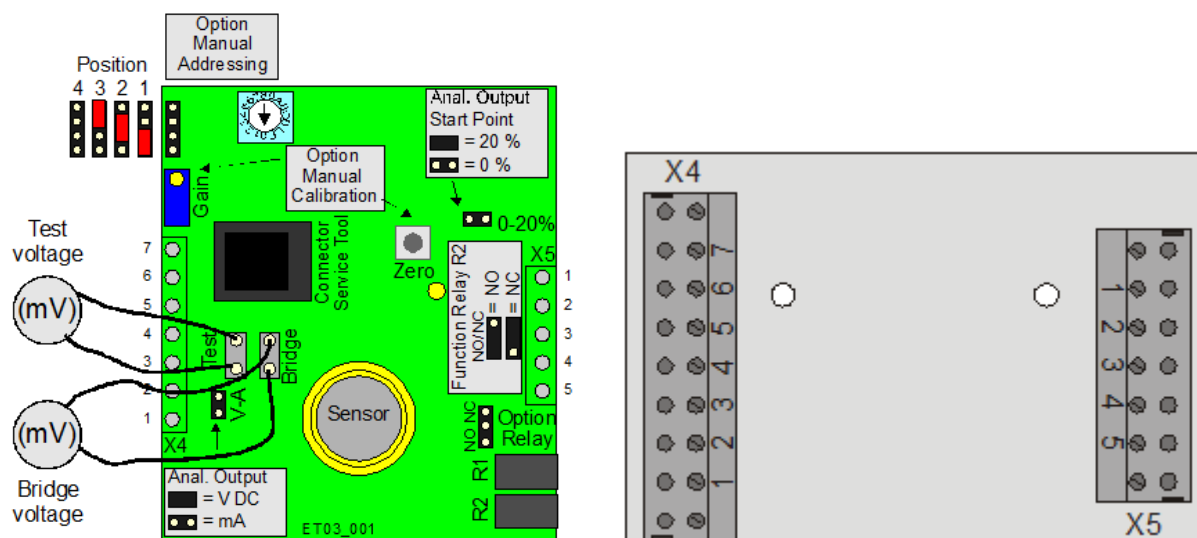 Option
Manual
Addressing
Position
4 3 2 1
Anal. Output
Start Point
= 20 %
= 0 %
Option
Manual
Calibration
Gain
0-20%
Zero
Connector
Service Tool
Test
voltage
(mV)
7
6
5
4
3
2
1
X4
Test
Bridge
V-A
X5
1
2
3
4
5
Function Relay R2
NO/NC
= NO
= NC
Sensor
NO NC
Option
Relay
R1
R2
(mV)
Bridge
voltage
Anal. Output
= V DC
= mA
ET03_001
X4
7
6
5
4
3
2
1
1
2
3
4
5
X5